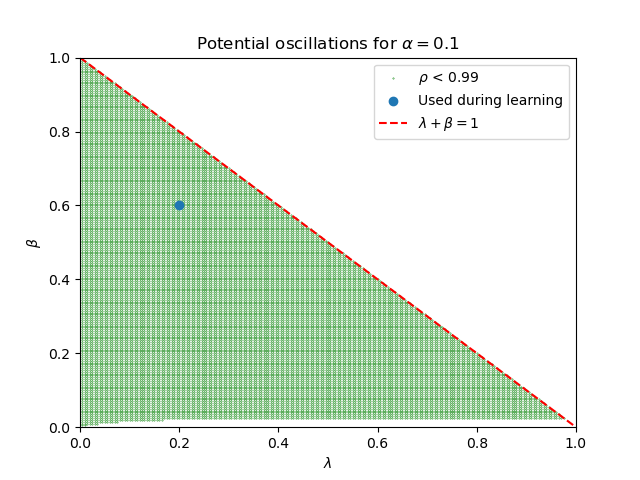 Potential oscillations for α = 0.1
ρ < 0.99
Used during learning
λ + β = 1
β
1.0
0.8
0.6
0.4
0.2
0.0
0.0 0.2 0.4 0.6 0.8 1.0
λ